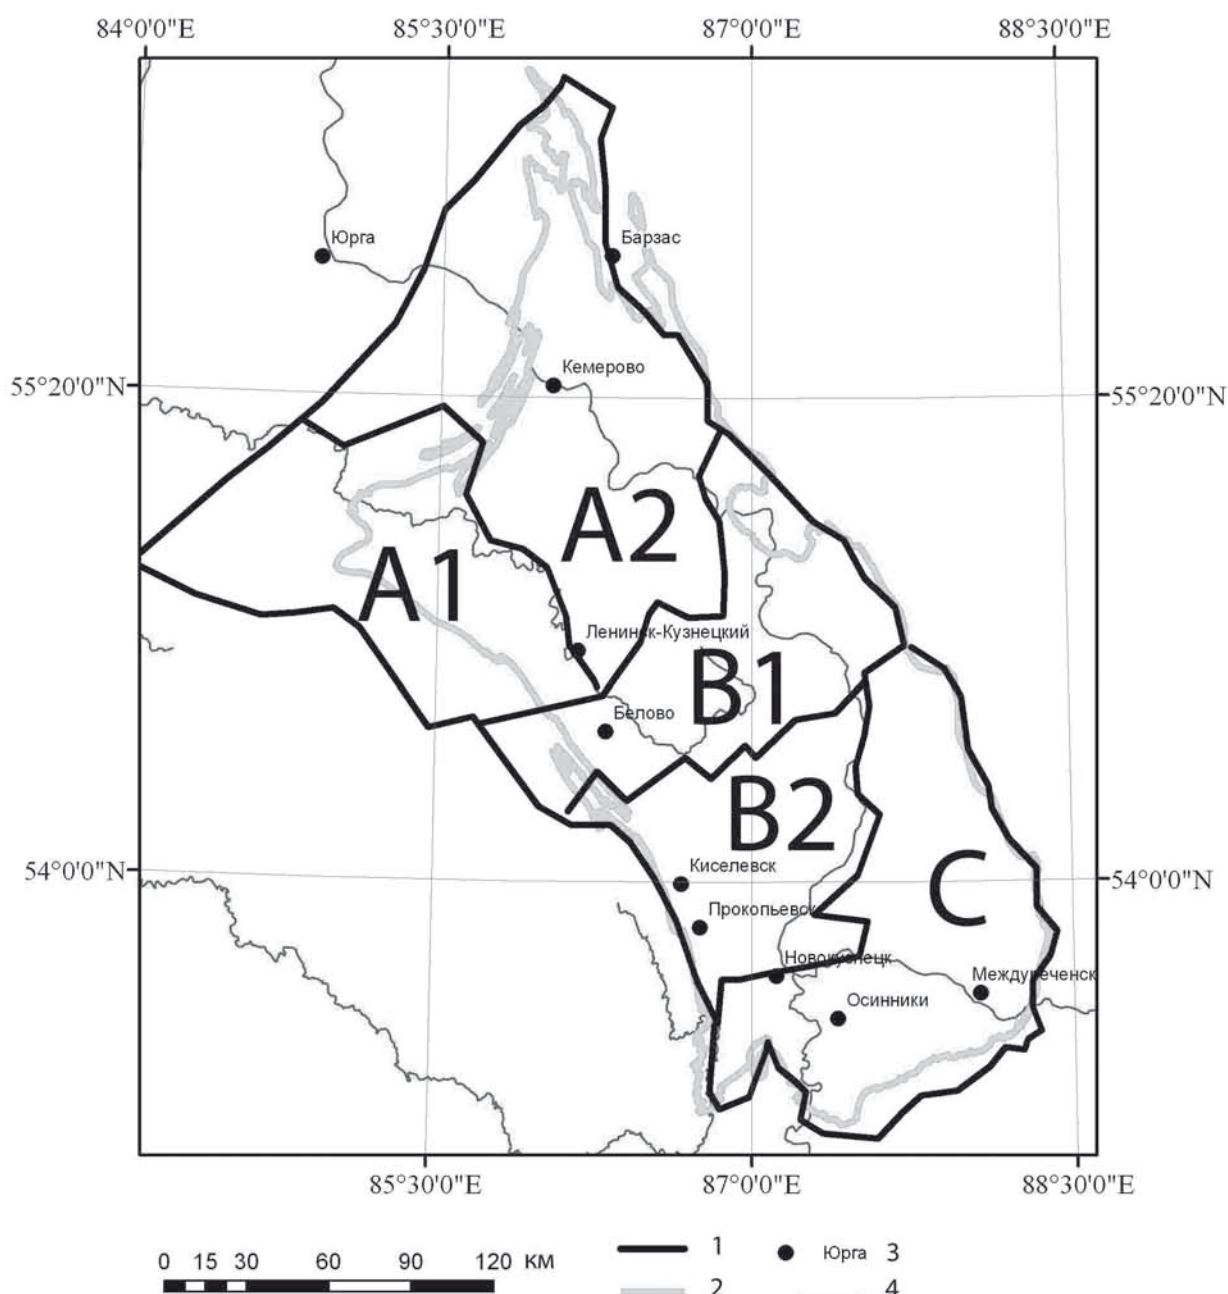 84°0'0"E 85°30'0"E 87°0'0"E 88°30'0"E
Юрга
Барзас
Кемерово
55°20'0"N 55°20'0"N
A2
A1
Ленинск-Кузнецкий
B1
Белово
B2
Киселевск
54°0'0"N 54°0'0"N
C
Прокопьевск
Новокузнецк
Междуреченск
Осинники
85°30'0"E 87°0'0"E 88°30'0"E
0 15 30 60 90 120 КМ
1 Юрга 3
2 4